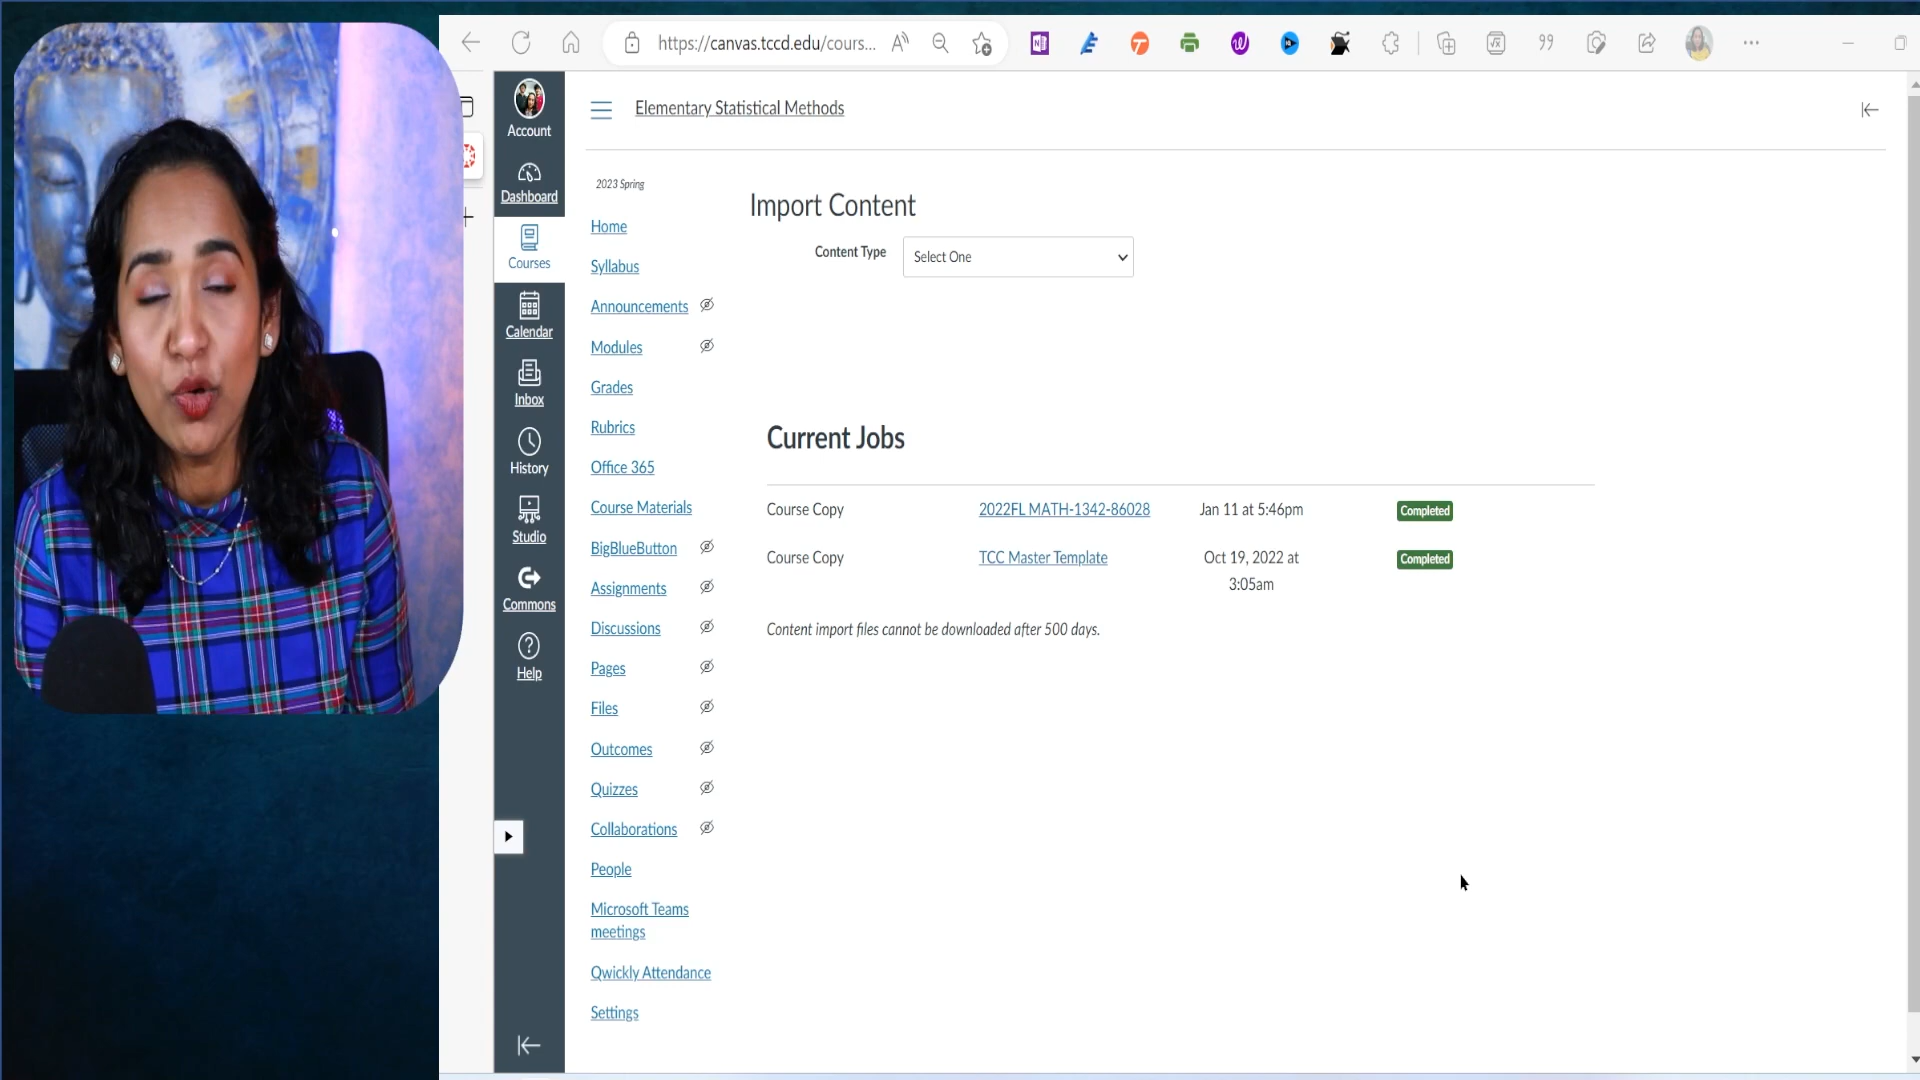 https://canvas.tccd.edu/cours...
Account
Dashboard
Courses
Calendar
Inbox
History
Studio
Commons
Help
Elementary Statistical Methods
2023 Spring
Home
Syllabus
Announcements
Modules
Grades
Rubrics
Office 365
Course Materials
BigBlueButton
Assignments
Discussions
Pages
Files
Outcomes
Quizzes
Collaborations
People
Microsoft Teams
meetings
Qwickly Attendance
Settings
Import Content
Content Type Select One
Current Jobs
Course Copy 2022FL MATH-1342-86028 Jan 11 at 5:46pm Completed
Course Copy TCC Master Template Oct 19, 2022 at Completed
3:05am
Content import files cannot be downloaded after 500 days.